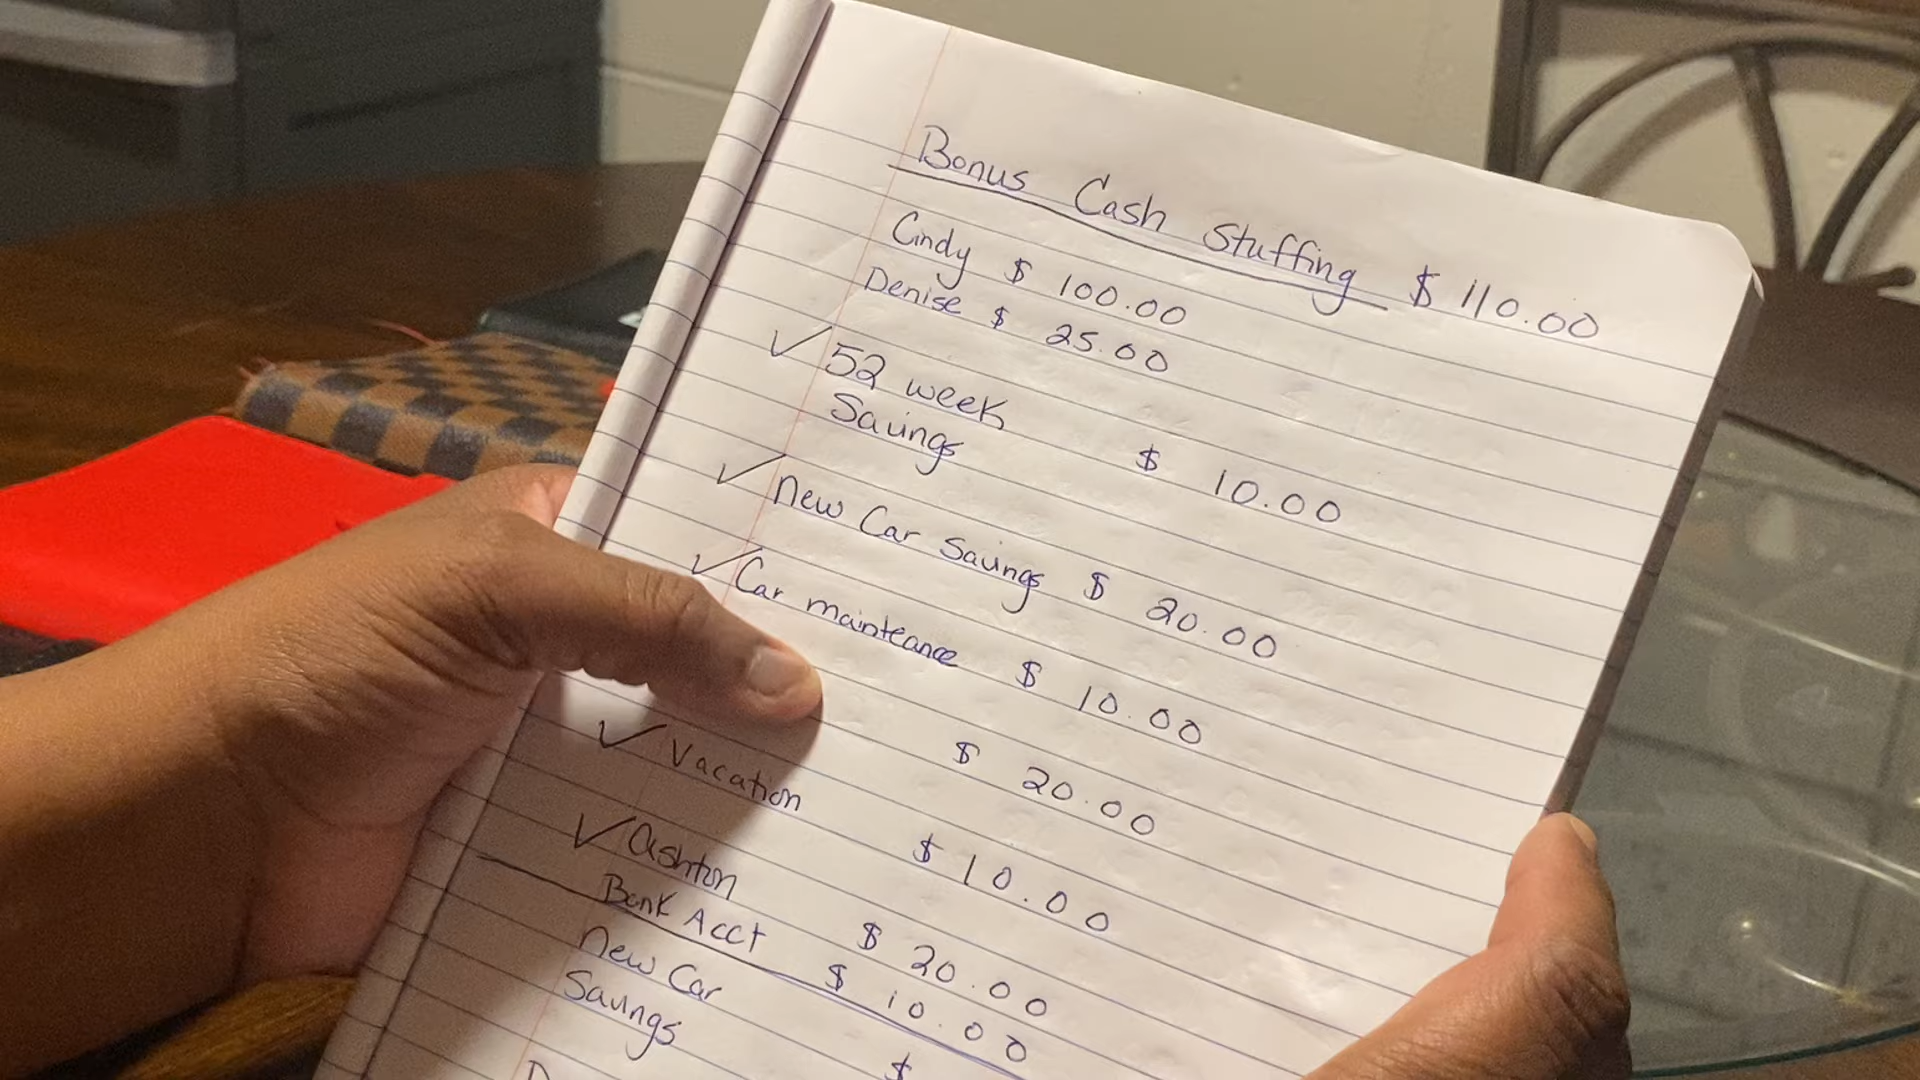 Bonus Cash Stuffing $ 110.00
Cindy $ 100.00
Denise $ 25.00
✓ 52 week
Savings $ 10.00
✓ New Car Savings $ 20.00
✓ Car mainteance $ 10.00
$ 20.00
✓ Vacation $ 10.00
✓ Ashton $ 20.00
Bank Acct $ 10.00
New Car
Savings $